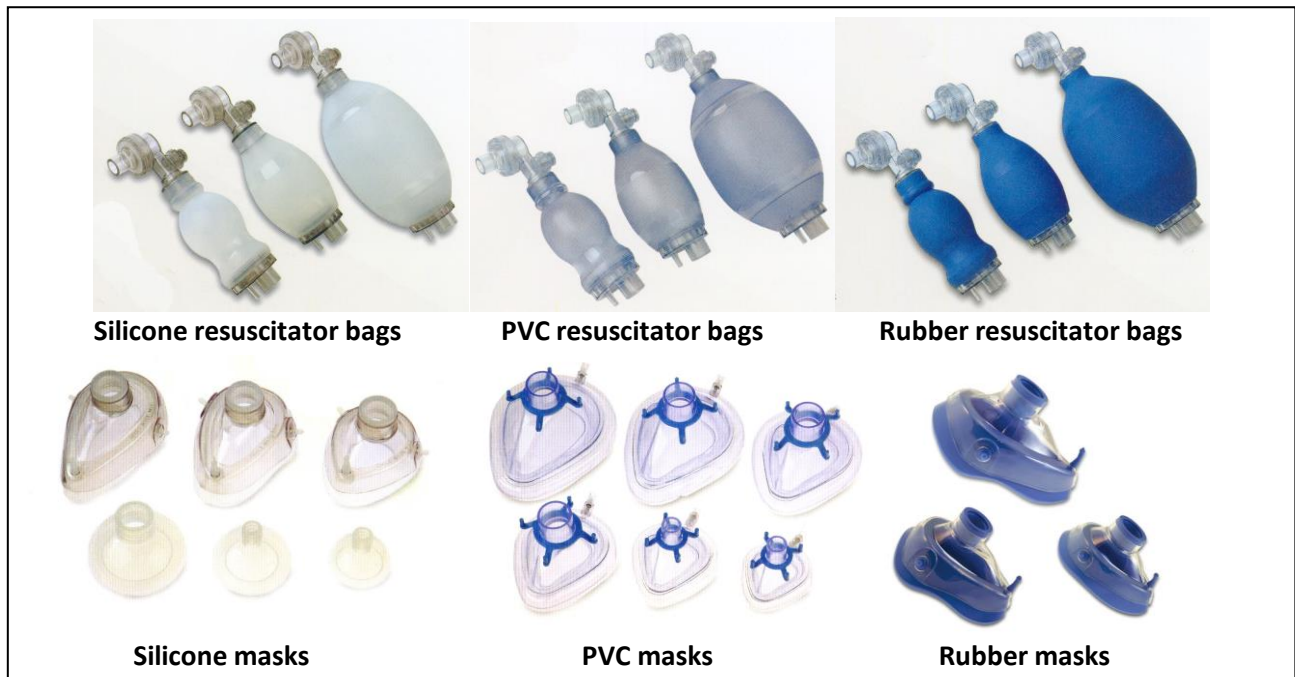 Silicone resuscitator bags
PVC resuscitator bags
Rubber resuscitator bags
Silicone masks
PVC masks
Rubber masks